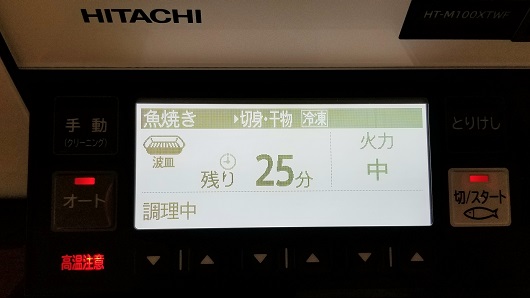 HITACHI
HT-M100XTWF
手動
(クリーニング)
魚焼き ▸切身・干物 冷凍
とりけし
波皿
残り 25分
火力
中
オート
切/スタート
調理中
高温注意
▼ ▲ ▼ ▲ ▼ ▲